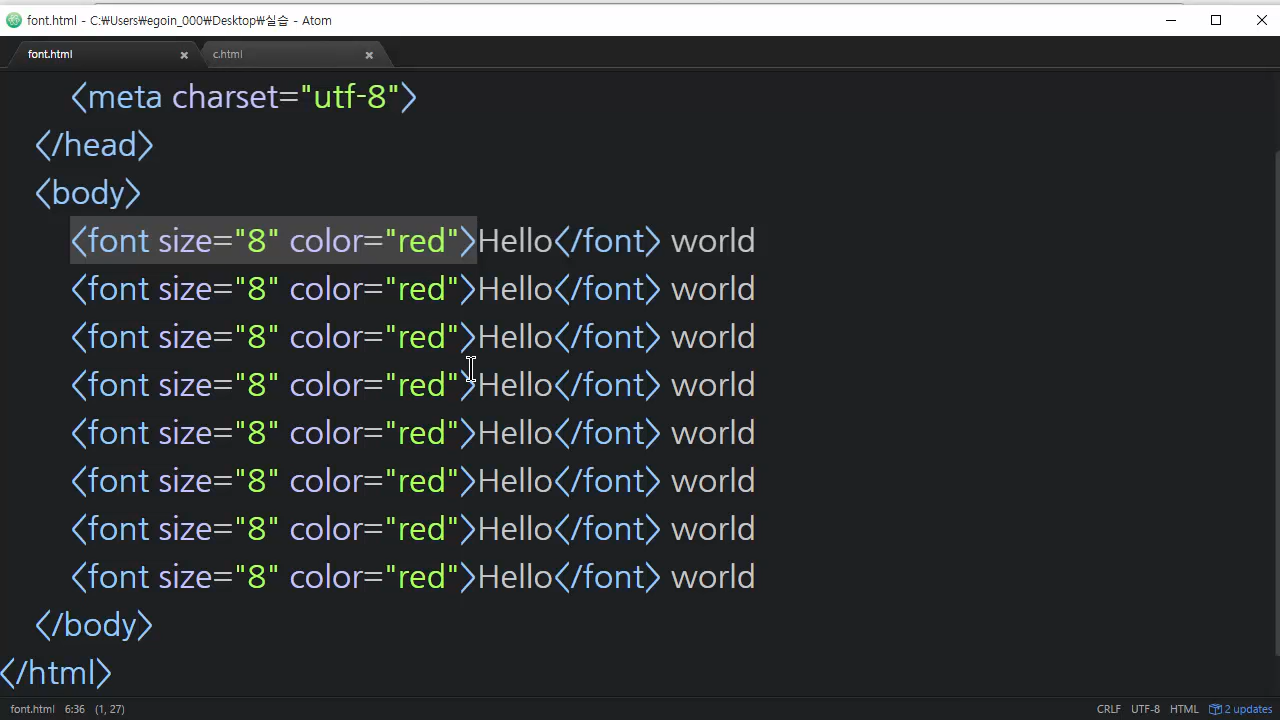 font.html - C:₩Users₩egoin_000₩Desktop₩실습 - Atom
font.html c.html
<meta charset="utf-8">
</head>
<body>
<font size="8" color="red">Hello</font> world
<font size="8" color="red">Hello</font> world
<font size="8" color="red">Hello</font> world
<font size="8" color="red">Hello</font> world
<font size="8" color="red">Hello</font> world
<font size="8" color="red">Hello</font> world
<font size="8" color="red">Hello</font> world
<font size="8" color="red">Hello</font> world
</body>
</html>
font.html 6:36 (1, 27) CRLF UTF-8 HTML 2 updates